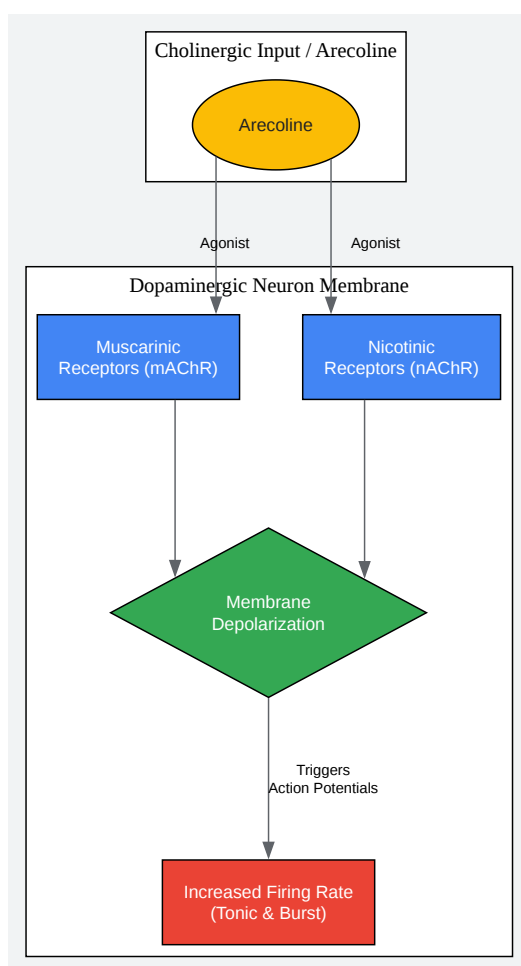 Cholinergic Input / Arecoline
Arecoline
Agonist
Agonist
Dopaminergic Neuron Membrane
Muscarinic
Receptors (mAChR)
Nicotinic
Receptors (nAChR)
Membrane
Depolarization
Triggers
Action Potentials
Increased Firing Rate
(Tonic & Burst)